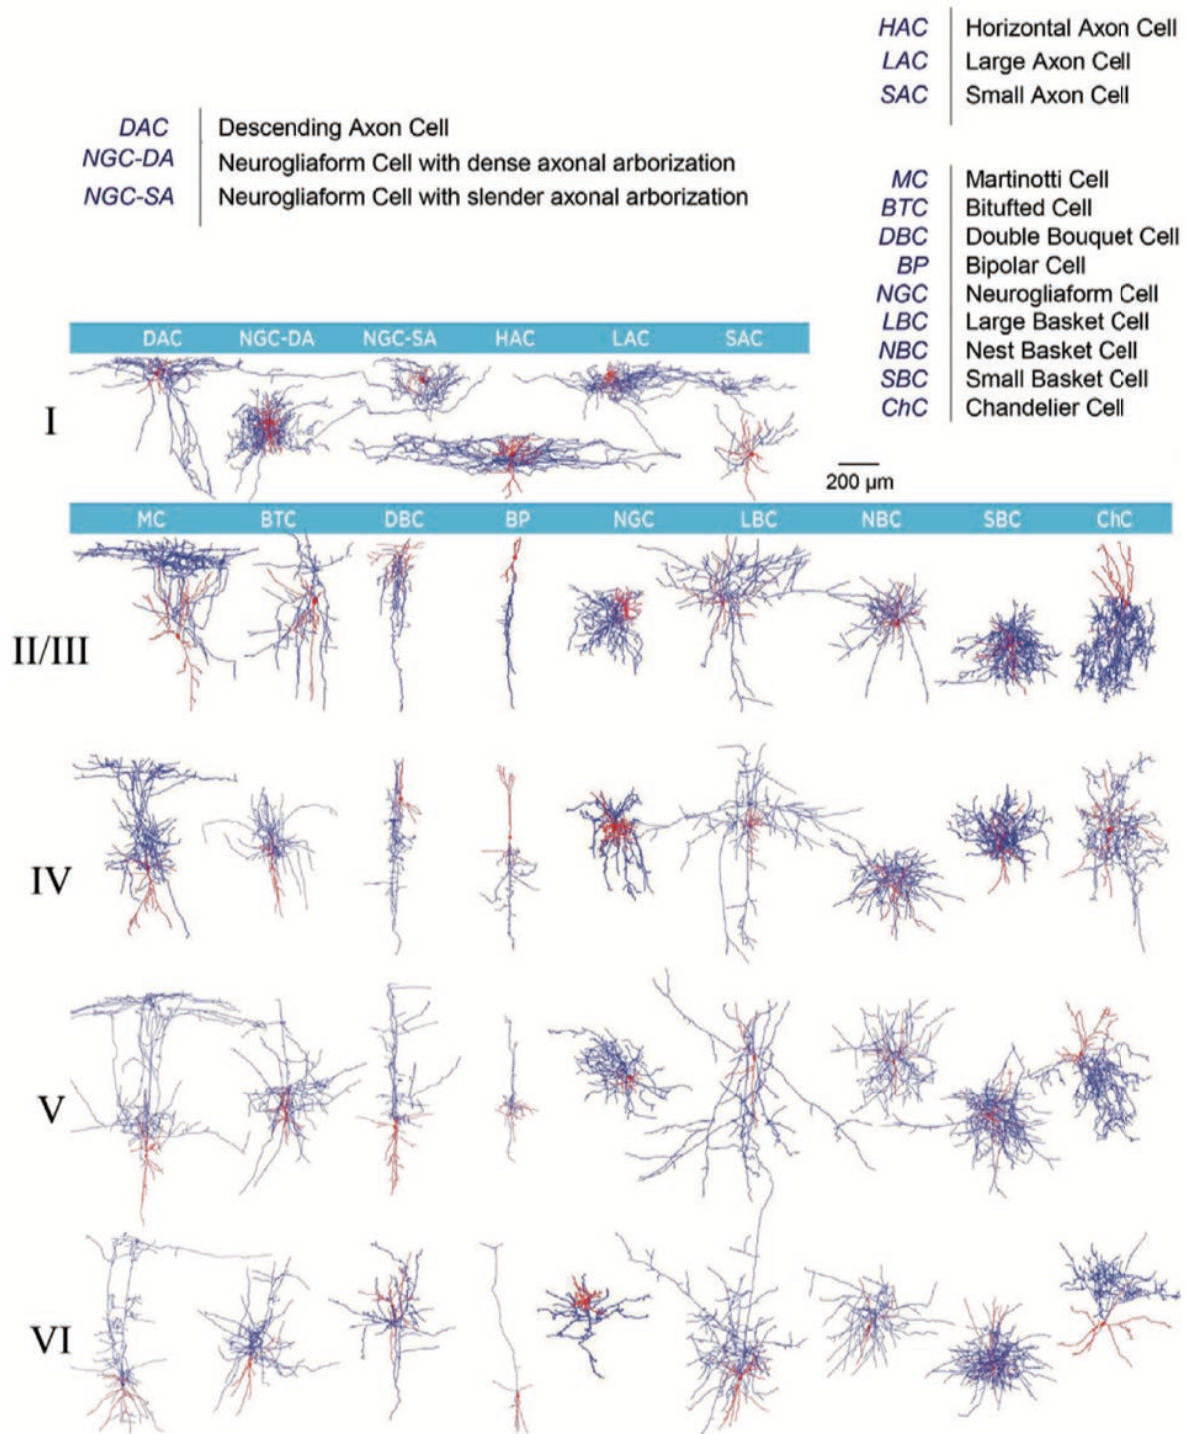 HAC Horizontal Axon Cell
LAC Large Axon Cell
SAC Small Axon Cell
DAC Descending Axon Cell
NGC-DA Neurogliaform Cell with dense axonal arborization
NGC-SA Neurogliaform Cell with slender axonal arborization
MC Martinotti Cell
BTC Bitufted Cell
DBC Double Bouquet Cell
BP Bipolar Cell
NGC Neurogliaform Cell
LBC Large Basket Cell
NBC Nest Basket Cell
SBC Small Basket Cell
ChC Chandelier Cell
DAC NGC-DA NGC-SA HAC LAC SAC
I
200 µm
MC BTC DBC BP NGC LBC NBC SBC ChC
II/III
IV
V
VI